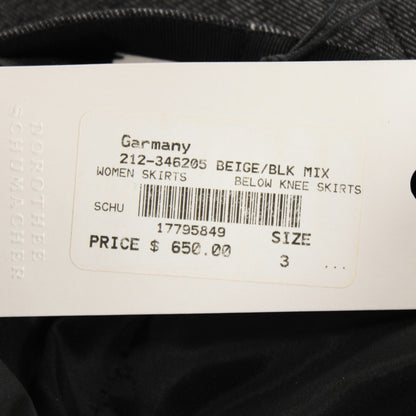 Garmany
212-346205 BEIGE/BLK MIX
WOMEN SKIRTS BELOW KNEE SKIRTS
SCHU
17795849
PRICE $ 650.00 SIZE
3 ...
DOROTHEE
SCHUMACHER